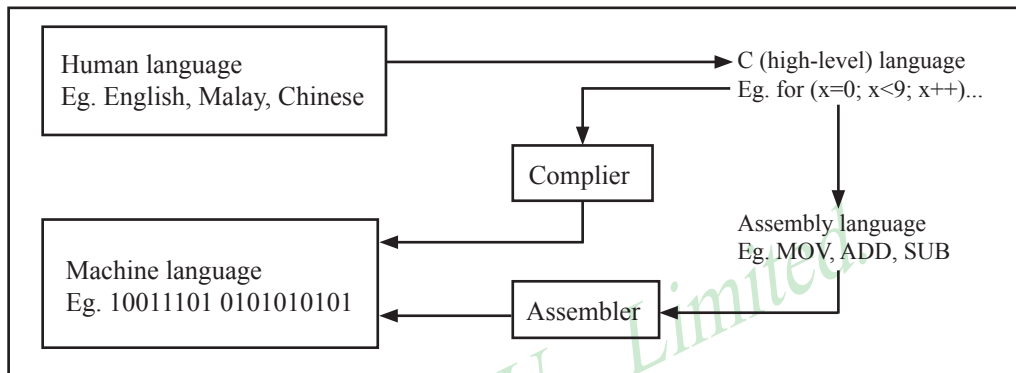 Human language
Eg. English, Malay, Chinese
C (high-level) language
Eg. for (x=0; x<9; x++)...
Complier
Assembly language
Eg. MOV, ADD, SUB
Machine language
Eg. 10011101 0101010101
Assembler
Limited.